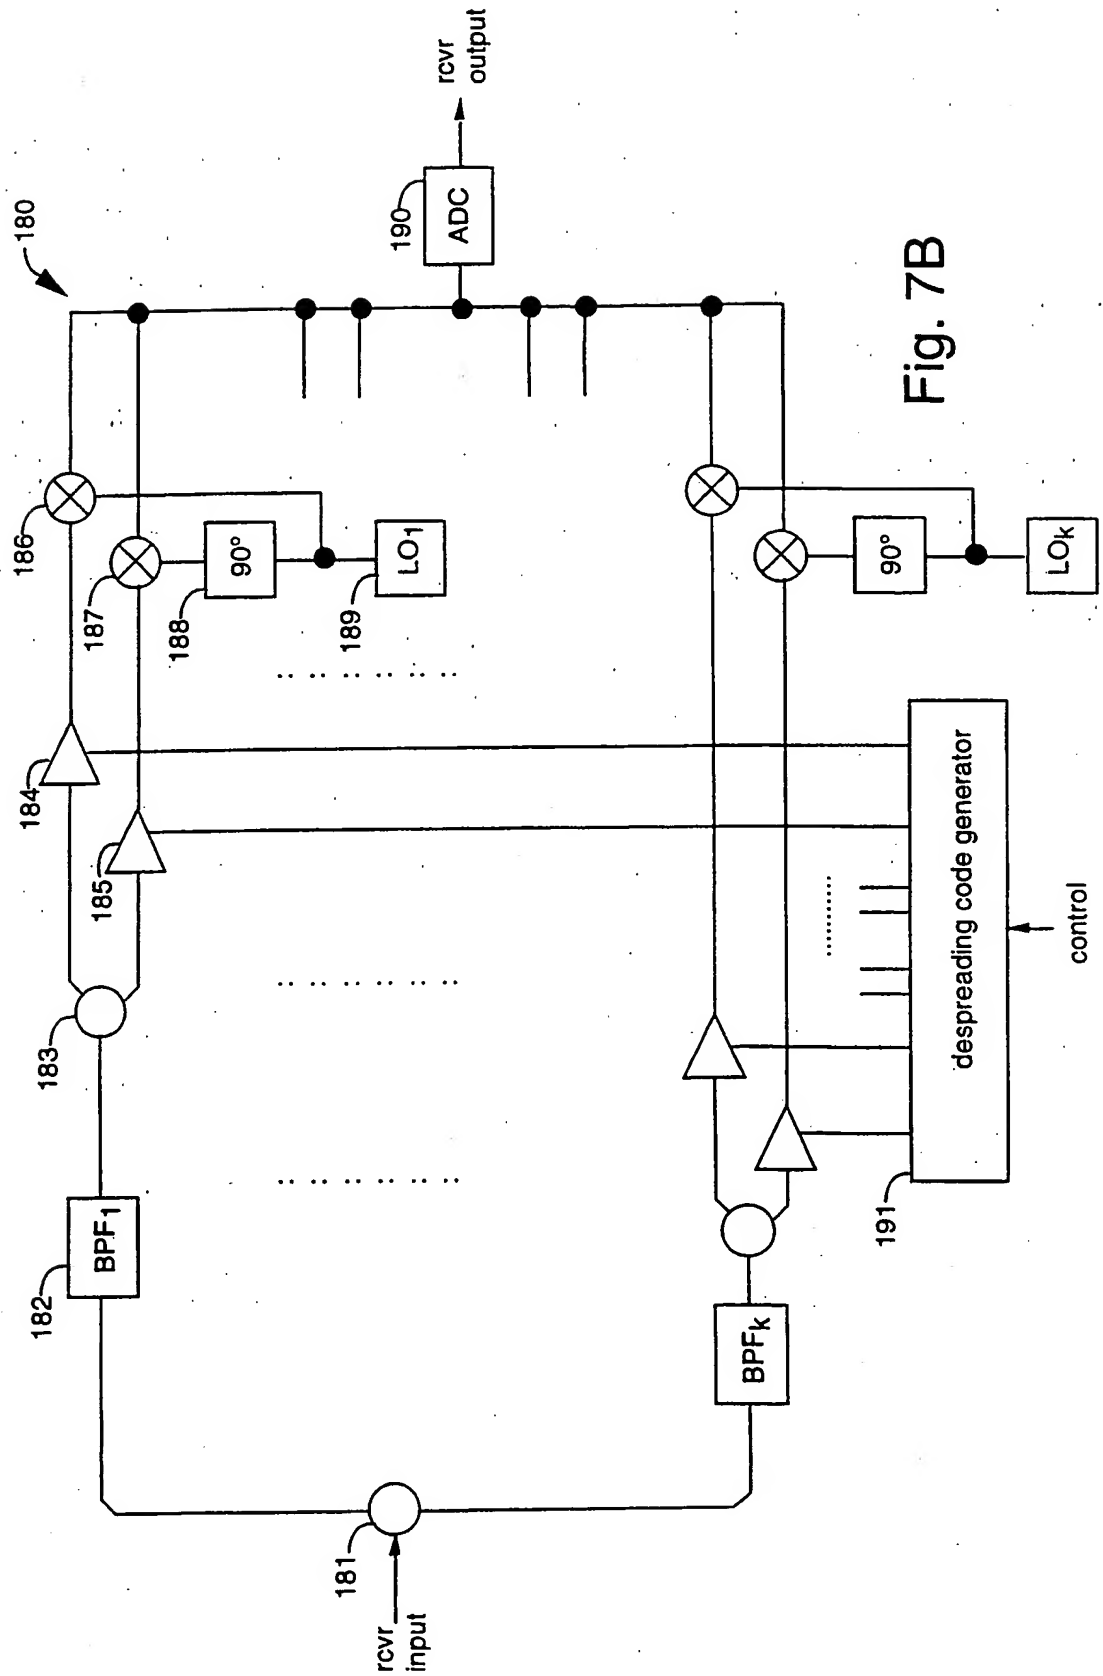 180
182
BPF1
183
184
185
186
187
188
90°
189
LO1
190
ADC
rcvr
output
181
rcvr
input
BPFk
90°
LOk
191
despreading code generator
control
Fig. 7B